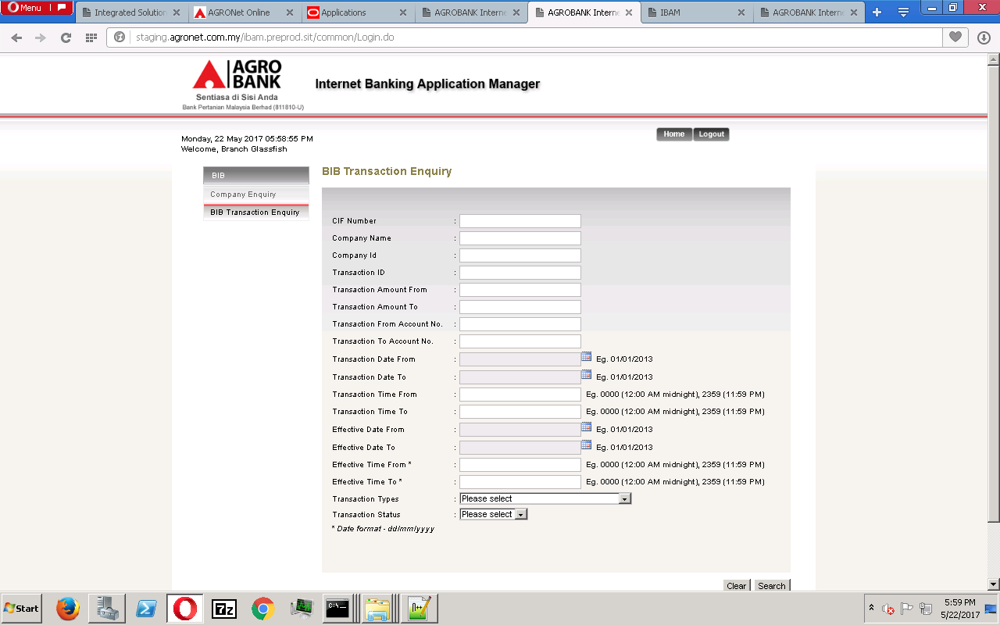 Menu
Integrated Solution
AGRONet Online
Applications
AGROBANK Interne
AGROBANK Interne
IBAM
AGROBANK Interne
staging.agronet.com.my/ibam.preprod.sit/common/Login.do
AGRO
BANK
Sentiasa di Sisi Anda
Bank Pertanian Malaysia Berhad (811810-U)
Internet Banking Application Manager
Monday, 22 May 2017 05:58:55 PM
Welcome, Branch Glassfish
Home
Logout
BIB
Company Enquiry
BIB Transaction Enquiry
BIB Transaction Enquiry
CIF Number :
Company Name :
Company Id :
Transaction ID :
Transaction Amount From :
Transaction Amount To :
Transaction From Account No. :
Transaction To Account No. :
Transaction Date From : Eg. 01/01/2013
Transaction Date To : Eg. 01/01/2013
Transaction Time From : Eg. 0000 (12:00 AM midnight), 2359 (11:59 PM)
Transaction Time To : Eg. 0000 (12:00 AM midnight), 2359 (11:59 PM)
Effective Date From : Eg. 01/01/2013
Effective Date To : Eg. 01/01/2013
Effective Time From * : Eg. 0000 (12:00 AM midnight), 2359 (11:59 PM)
Effective Time To * : Eg. 0000 (12:00 AM midnight), 2359 (11:59 PM)
Transaction Types : Please select
Transaction Status : Please select
* Date format - dd/mm/yyyy
Clear
Search
Start
7z
C:\_
N++
5:59 PM
5/22/2017